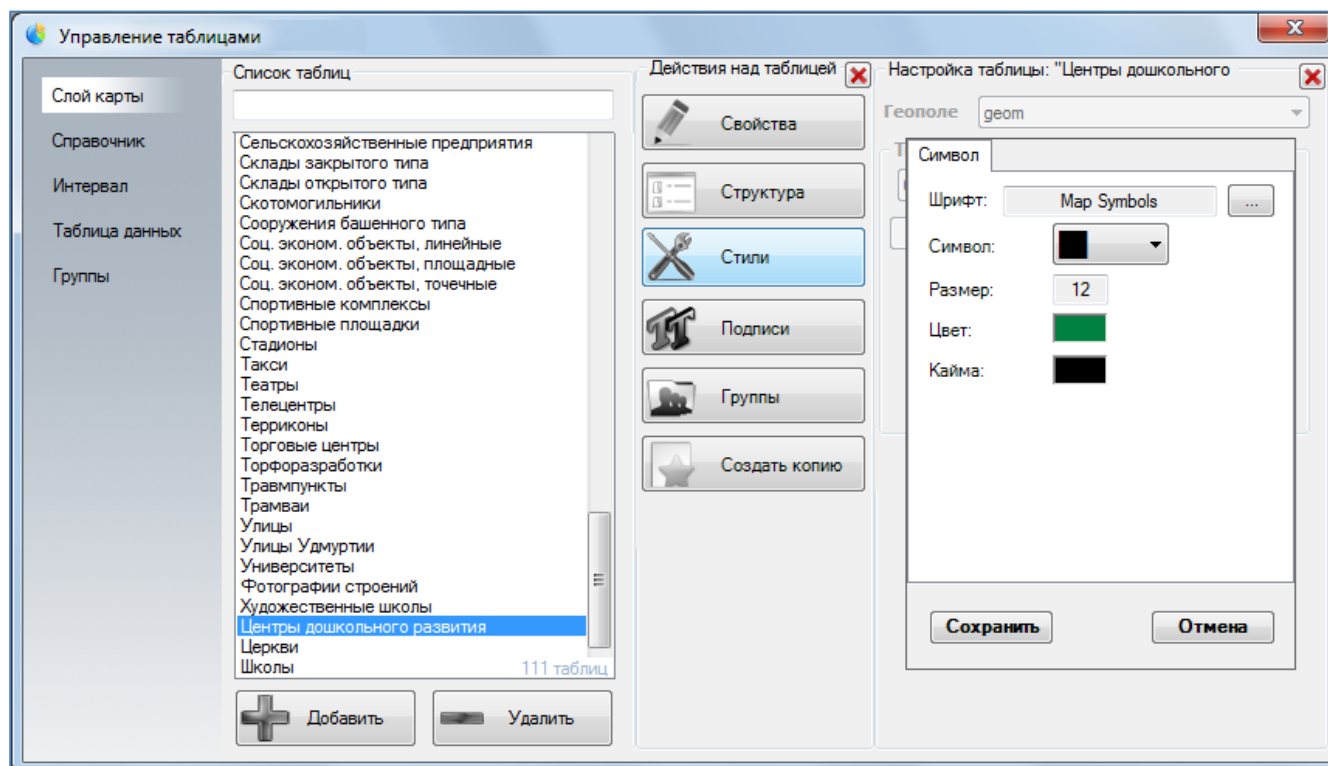 Управление таблицами
Слой карты
Справочник
Интервал
Таблица данных
Группы
Список таблиц
Сельскохозяйственные предприятия
Склады закрытого типа
Склады открытого типа
Скотомогильники
Сооружения башенного типа
Соц. эконом. объекты, линейные
Соц. эконом. объекты, площадные
Соц. эконом. объекты, точечные
Спортивные комплексы
Спортивные площадки
Стадионы
Такси
Театры
Телецентры
Терриконы
Торговые центры
Торфоразработки
Травмпункты
Трамваи
Улицы
Улицы Удмуртии
Университеты
Фотографии строений
Художественные школы
Центры дошкольного развития
Церкви
Школы
111 таблиц
Добавить
Удалить
Действия над таблицей
Свойства
Структура
Стили
Подписи
Группы
Создать копию
Настройка таблицы: "Центры дошкольного
Геополе geom
Символ
Шрифт: Map Symbols ...
Символ:
Размер: 12
Цвет:
Кайма:
Сохранить
Отмена